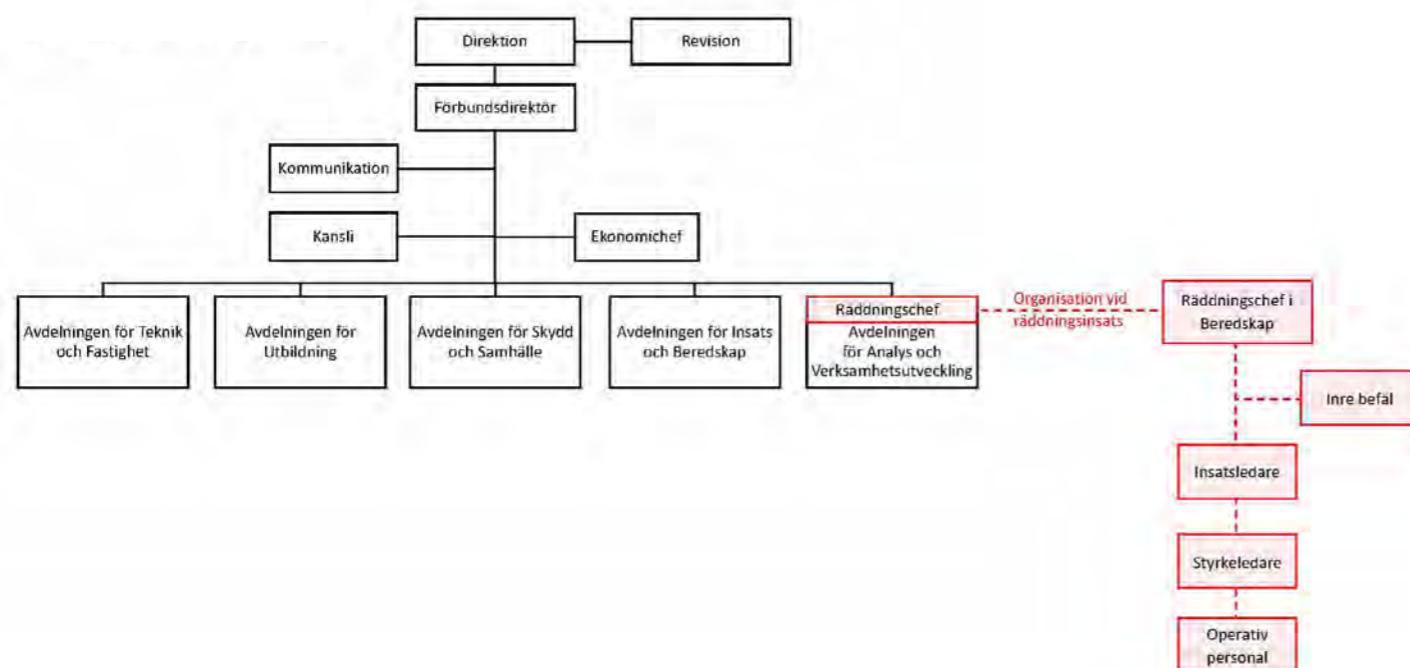 Direktion
Revision
Förbundsdirektör
Kommunikation
Kansli
Ekonomichef
Avdelningen för Teknik
och Fastighet
Avdelningen för
Utbildning
Avdelningen för Skydd
och Samhälle
Avdelningen för Insats
och Beredskap
Räddningschef
Avdelningen
för Analys och
Verksamhetsutveckling
Organisation vid
räddningsinsats
Räddningschef i
Beredskap
Inre befäl
Insatsledare
Styrkeledare
Operativ
personal